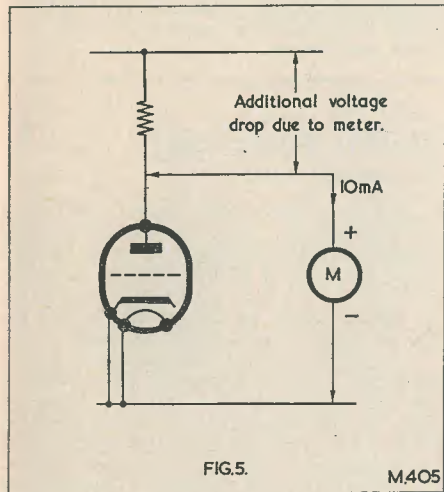 Additional voltage
drop due to meter.
10mA
+
M
−
FIG.5.
M.405